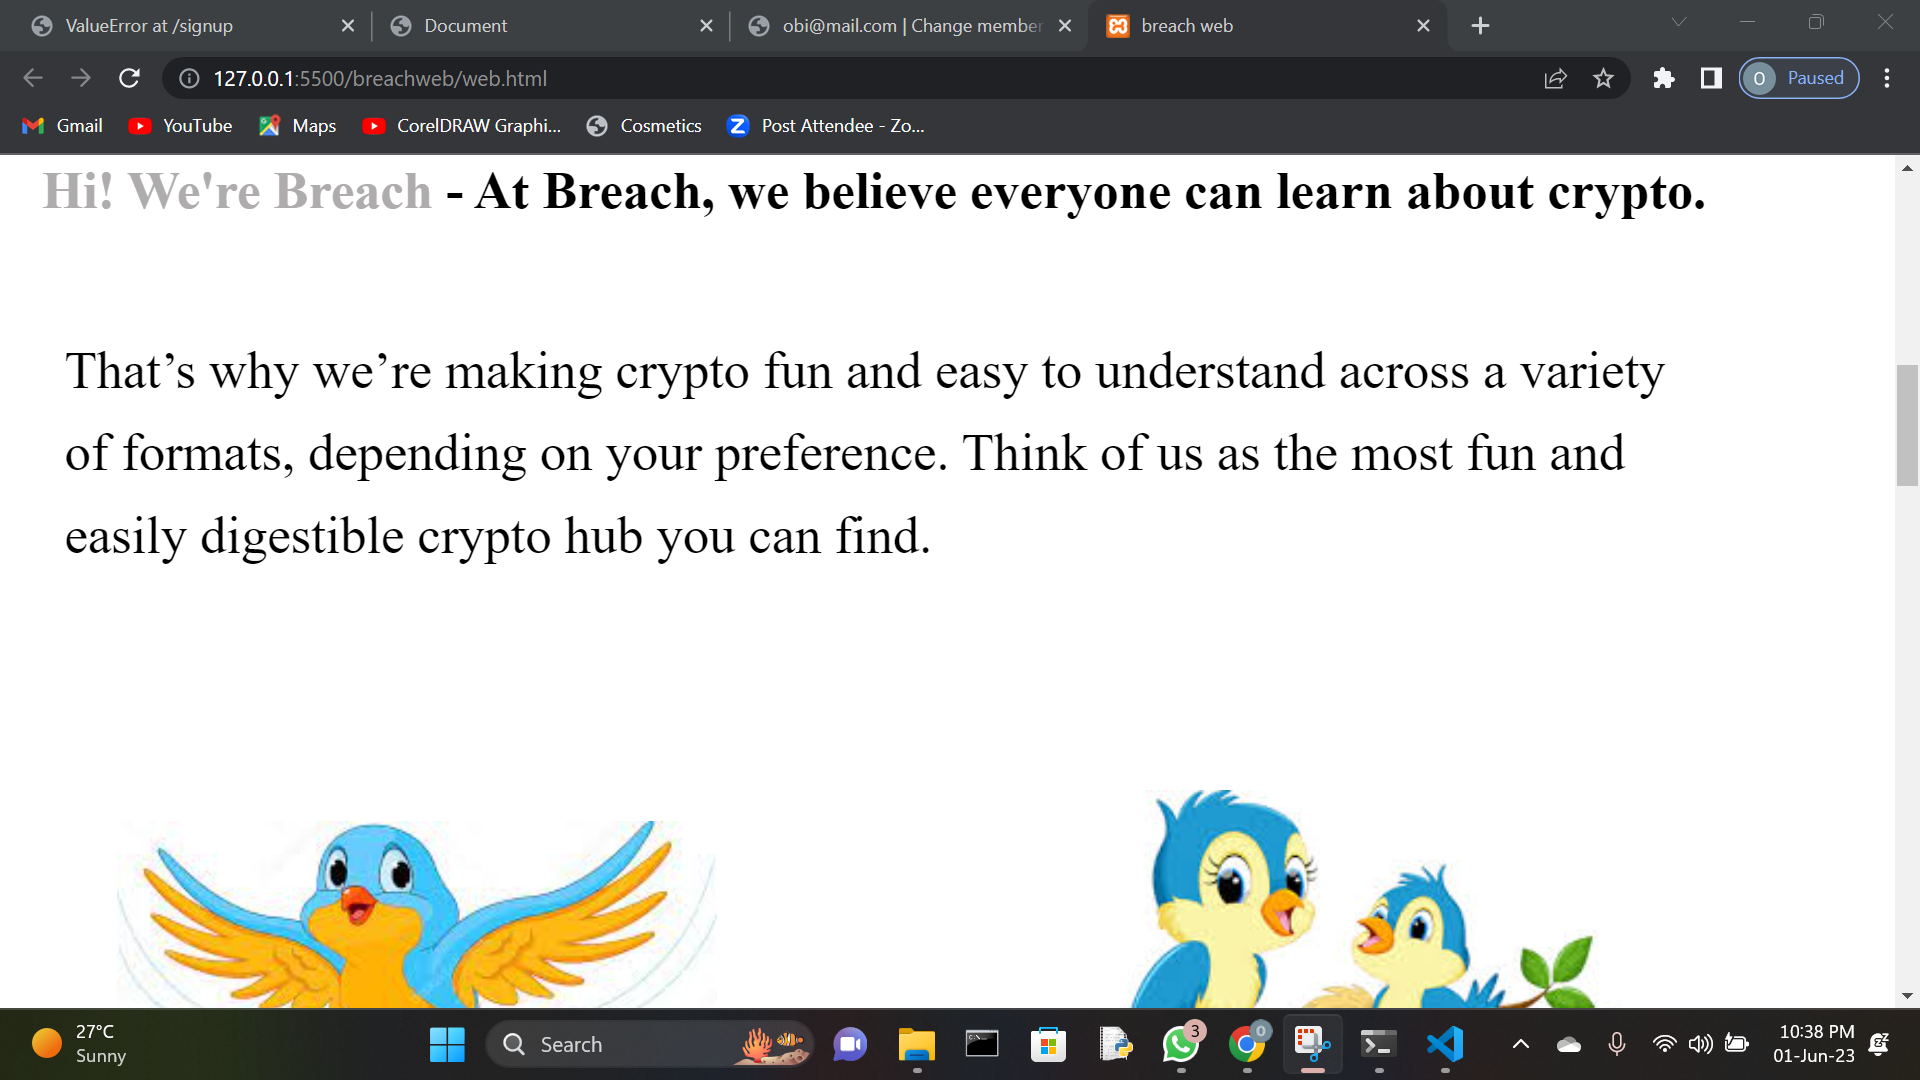 ValueError at /signup
Document
obi@mail.com | Change member
breach web
127.0.0.1:5500/breachweb/web.html
O
Paused
Gmail
YouTube
Maps
CorelDRAW Graphi...
Cosmetics
Post Attendee - Zo...
Hi! We're Breach - At Breach, we believe everyone can learn about crypto.
That’s why we’re making crypto fun and easy to understand across a variety
of formats, depending on your preference. Think of us as the most fun and
easily digestible crypto hub you can find.
27°C
Sunny
Search
3
10:38 PM
01-Jun-23